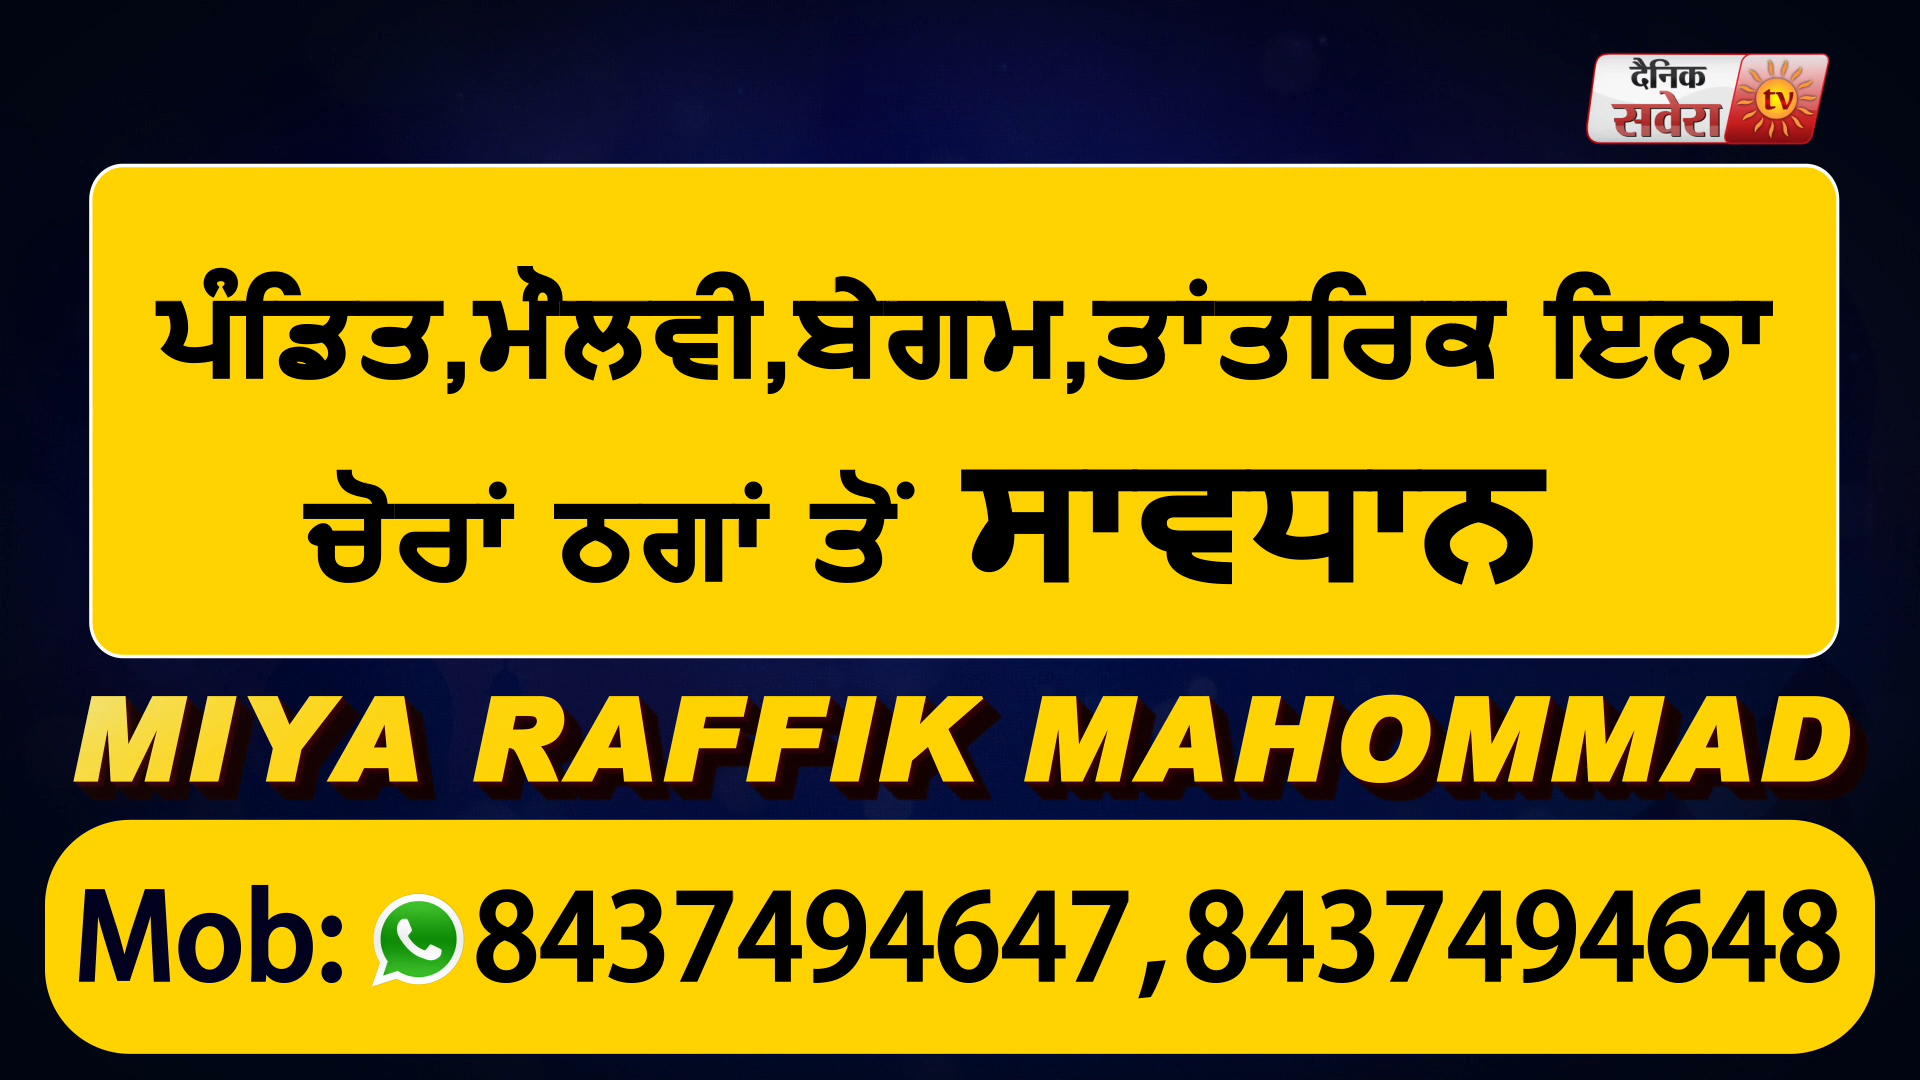 दैनिक
सवेरा tv
ਪੰਡਿਤ,ਮੌਲਵੀ,ਬੇਗਮ,ਤਾਂਤਰਿਕ ਇਨਾ
ਚੋਰਾਂ ਠਗਾਂ ਤੋਂ ਸਾਵਧਾਨ
MIYA RAFFIK MAHOMMAD
Mob: 8437494647,8437494648